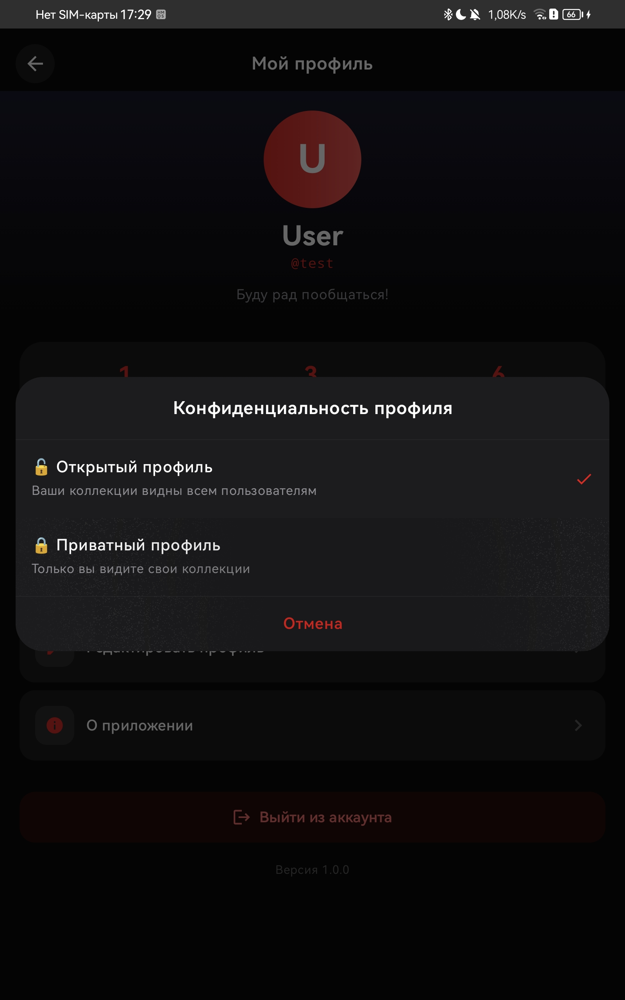 Нет SIM-карты 17:29 1,08K/s 66
Мой профиль
U
User
@test
Буду рад пообщаться!
1 3 6
Конфиденциальность профиля
🔓 Открытый профиль
Ваши коллекции видны всем пользователям
🔒 Приватный профиль
Только вы видите свои коллекции
Отмена
Редактировать профиль
О приложении
Выйти из аккаунта
Версия 1.0.0